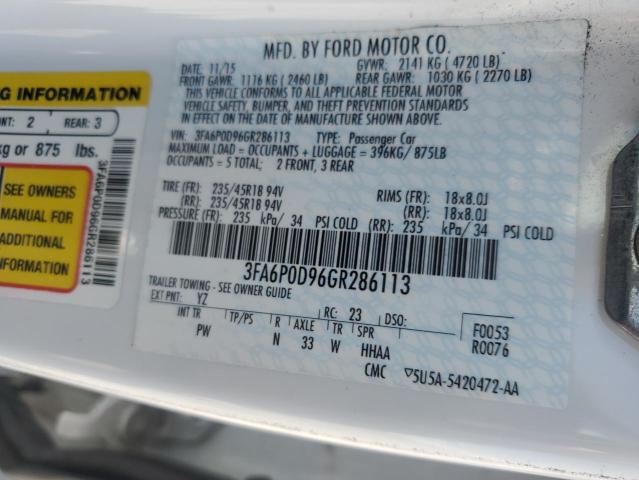 G INFORMATION
NT: 2 REAR: 3
kg or 875 lbs.
SEE OWNERS
MANUAL FOR
ADDITIONAL
INFORMATION
3FA6P0D96GR286113
MFD. BY FORD MOTOR CO.
DATE: 11/15 GVWR: 2141 KG ( 4720 LB)
FRONT GAWR: 1116 KG ( 2460 LB) REAR GAWR: 1030 KG ( 2270 LB)
THIS VEHICLE CONFORMS TO ALL APPLICABLE FEDERAL MOTOR
VEHICLE SAFETY, BUMPER, AND THEFT PREVENTION STANDARDS IN
EFFECT ON THE DATE OF MANUFACTURE SHOWN ABOVE.
VIN: 3FA6P0D96GR286113 TYPE: Passenger Car
MAXIMUM LOAD = OCCUPANTS + LUGGAGE = 396KG/ 875LB
OCCUPANTS = 5 TOTAL: 2 FRONT, 3 REAR
TIRE (FR): 235/45R18 94V RIMS (FR): 18x8.0J
(RR): 235/45R18 94V (RR): 18x8.0J
PRESSURE (FR): 235 kPa/ 34 PSI COLD (RR): 235 kPa/ 34 PSI COLD
3FA6P0D96GR286113
TRAILER TOWING - SEE OWNER GUIDE
EXT PNT: YZ RC: 23 DSO: F0053
INT TR TP/PS R AXLE TR SPR R0076
PW N 33 W HHAA
CMC ▽5U5A-5420472-AA